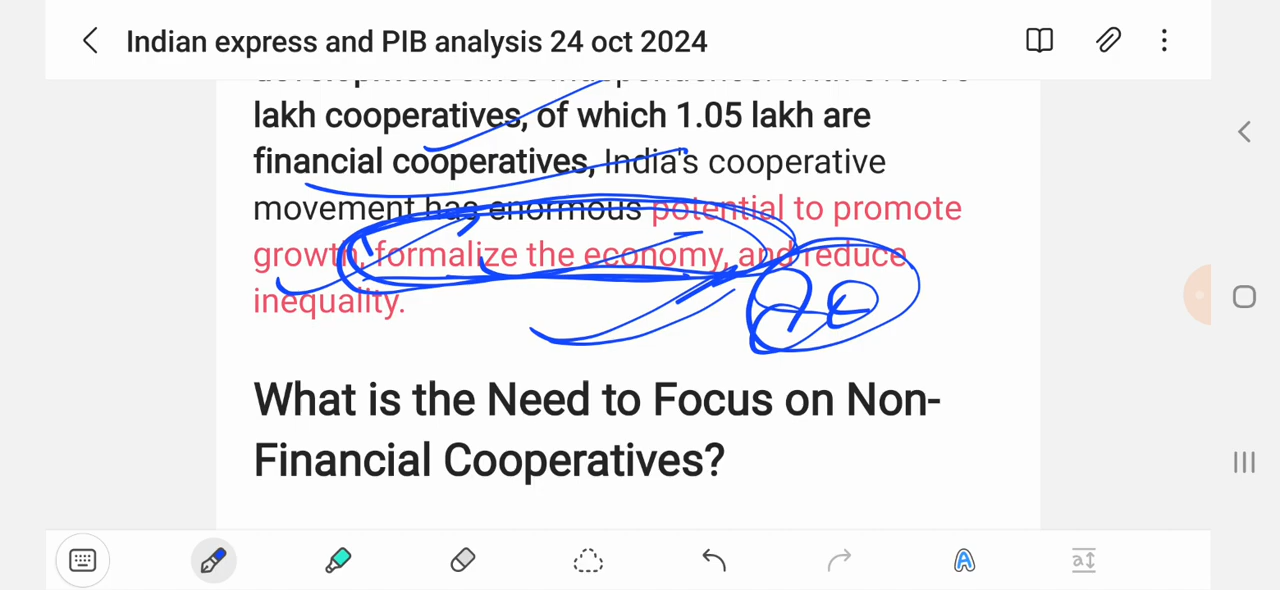 Indian express and PIB analysis 24 oct 2024
lakh cooperatives, of which 1.05 lakh are
financial cooperatives, India's cooperative
movement has enormous potential to promote
growth, formalize the economy, and reduce
inequality.
What is the Need to Focus on Non-
Financial Cooperatives?